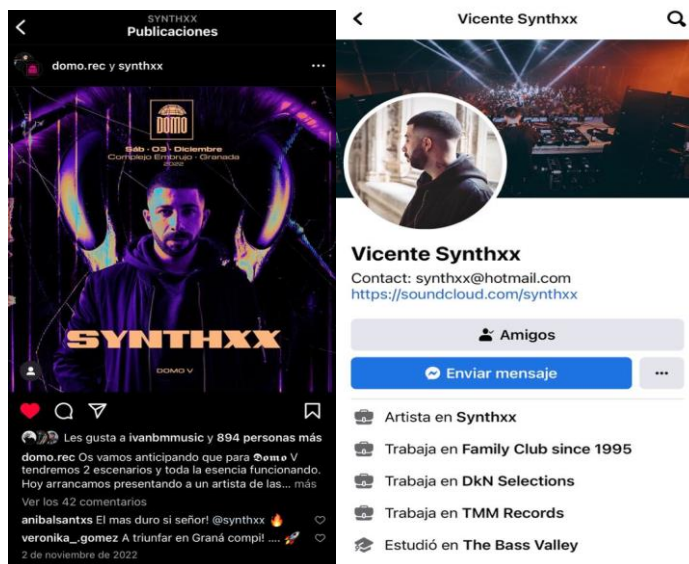 SYNTHXX
Publicaciones
domo.rec y synthxx
DOMO
Sáb · 03 · Diciembre
Complejo Embrujo · Granada
2022
SYNTHXX
DOMO V
Les gusta a ivanbmmusic y 894 personas más
domo.rec Os vamos anticipando que para 𝕯𝖔𝖒𝖔 V
tendremos 2 escenarios y toda la esencia funcionando.
Hoy arrancamos presentando a un artista de las... más
Ver los 42 comentarios
anibalsantxs El mas duro si señor! @synthxx 🔥
veronika_.gomez A triunfar en Graná compi! .... 🚀
2 de noviembre de 2022
Vicente Synthxx
Vicente Synthxx
Contact: synthxx@hotmail.com
https://soundcloud.com/synthxx
Amigos
Enviar mensaje
Artista en Synthxx
Trabaja en Family Club since 1995
Trabaja en DkN Selections
Trabaja en TMM Records
Estudió en The Bass Valley